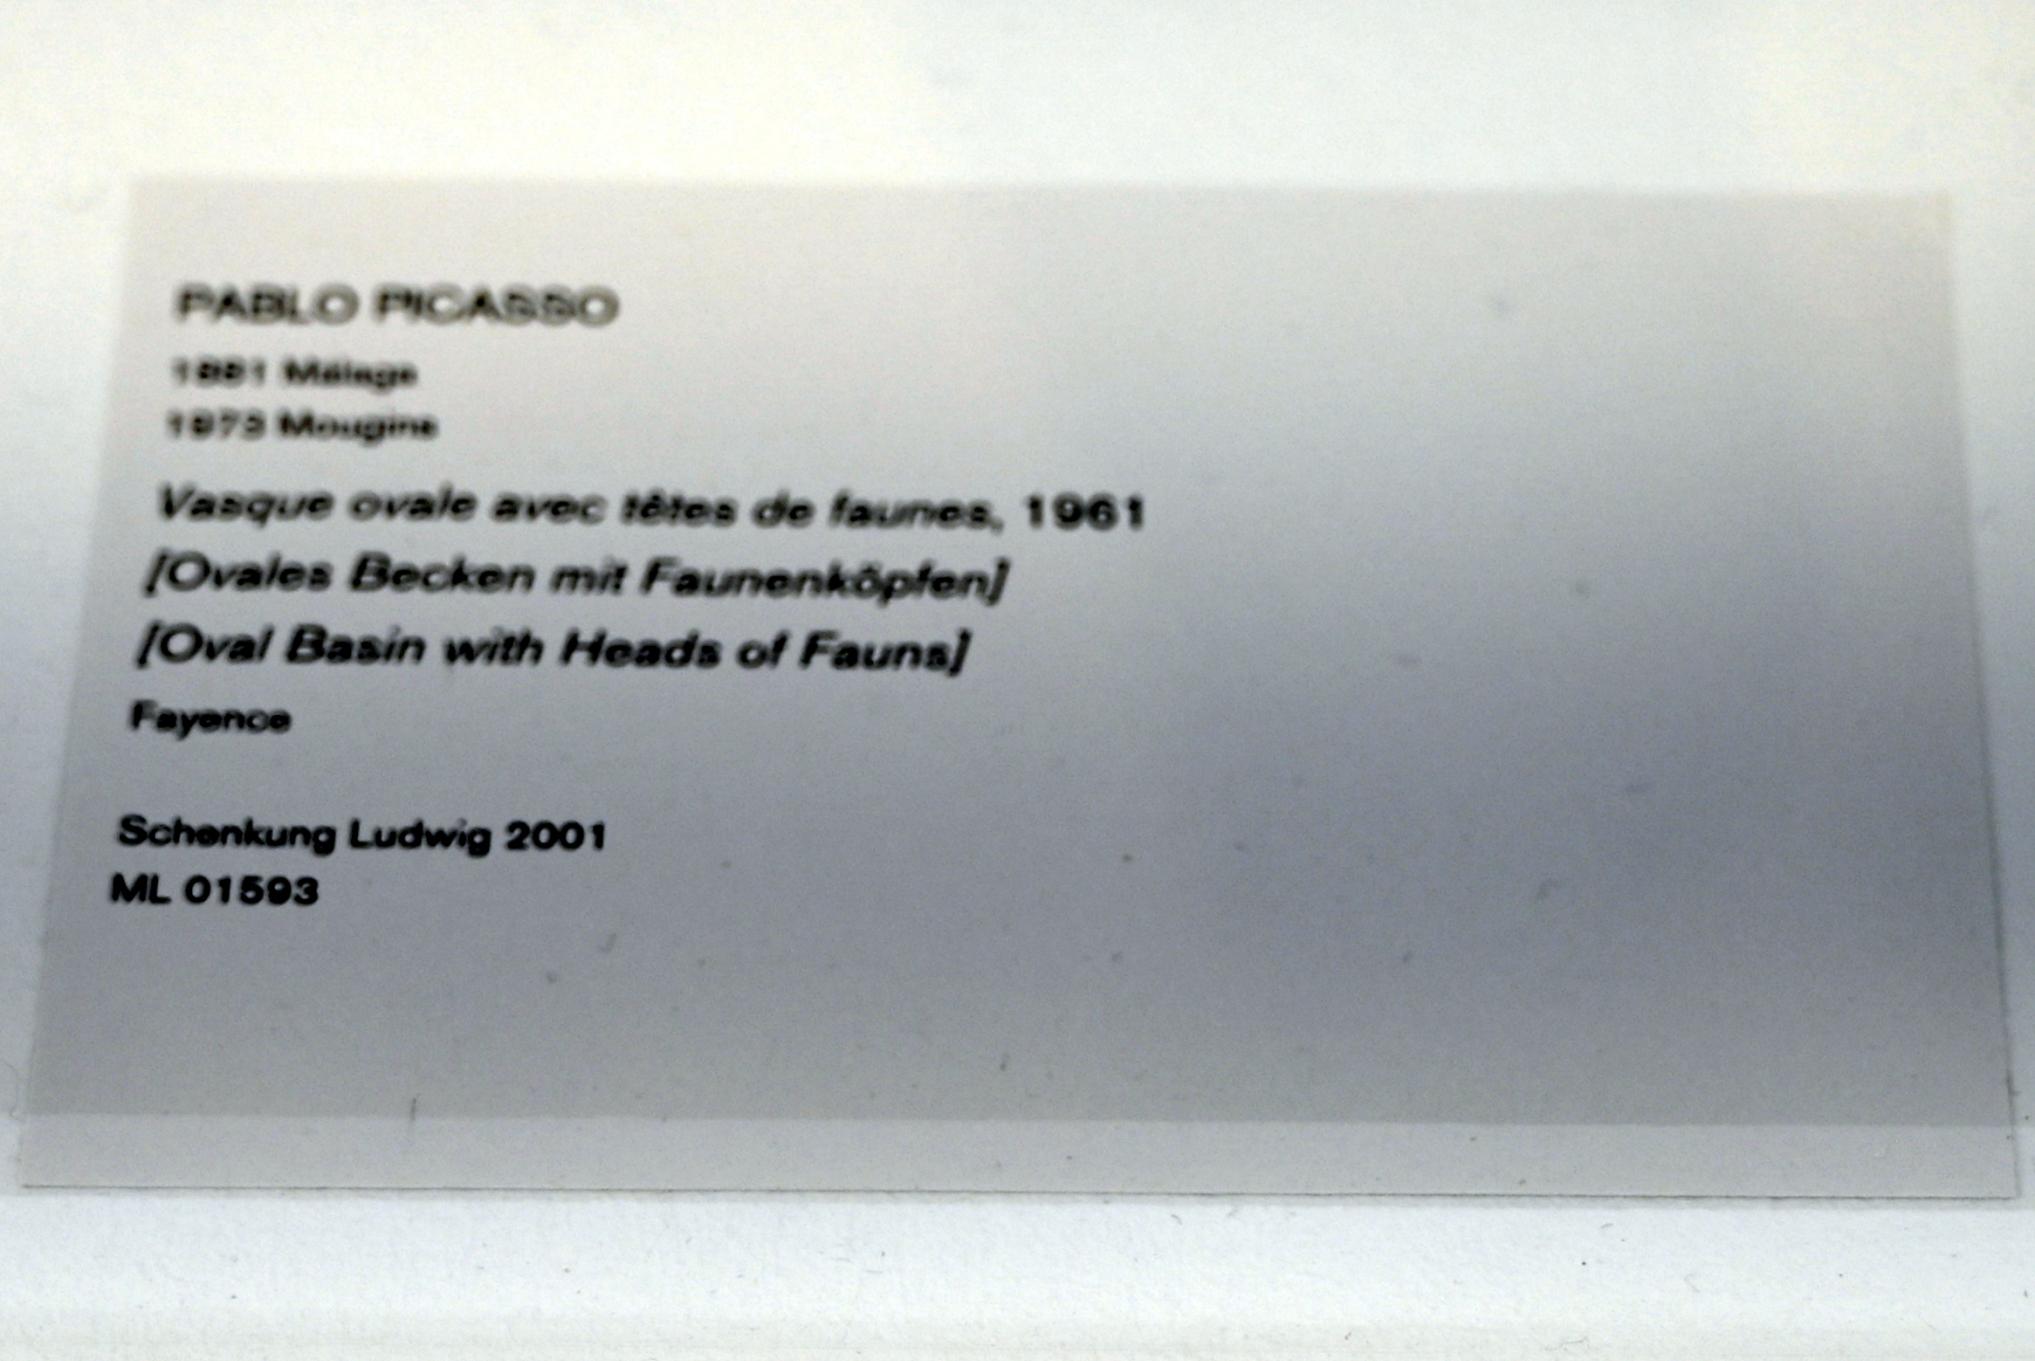 PABLO PICASSO
1881 Málaga
1973 Mougins
Vasque ovale avec têtes de faunes, 1961
[Ovales Becken mit Faunenköpfen]
[Oval Basin with Heads of Fauns]
Fayence
Schenkung Ludwig 2001
ML 01593